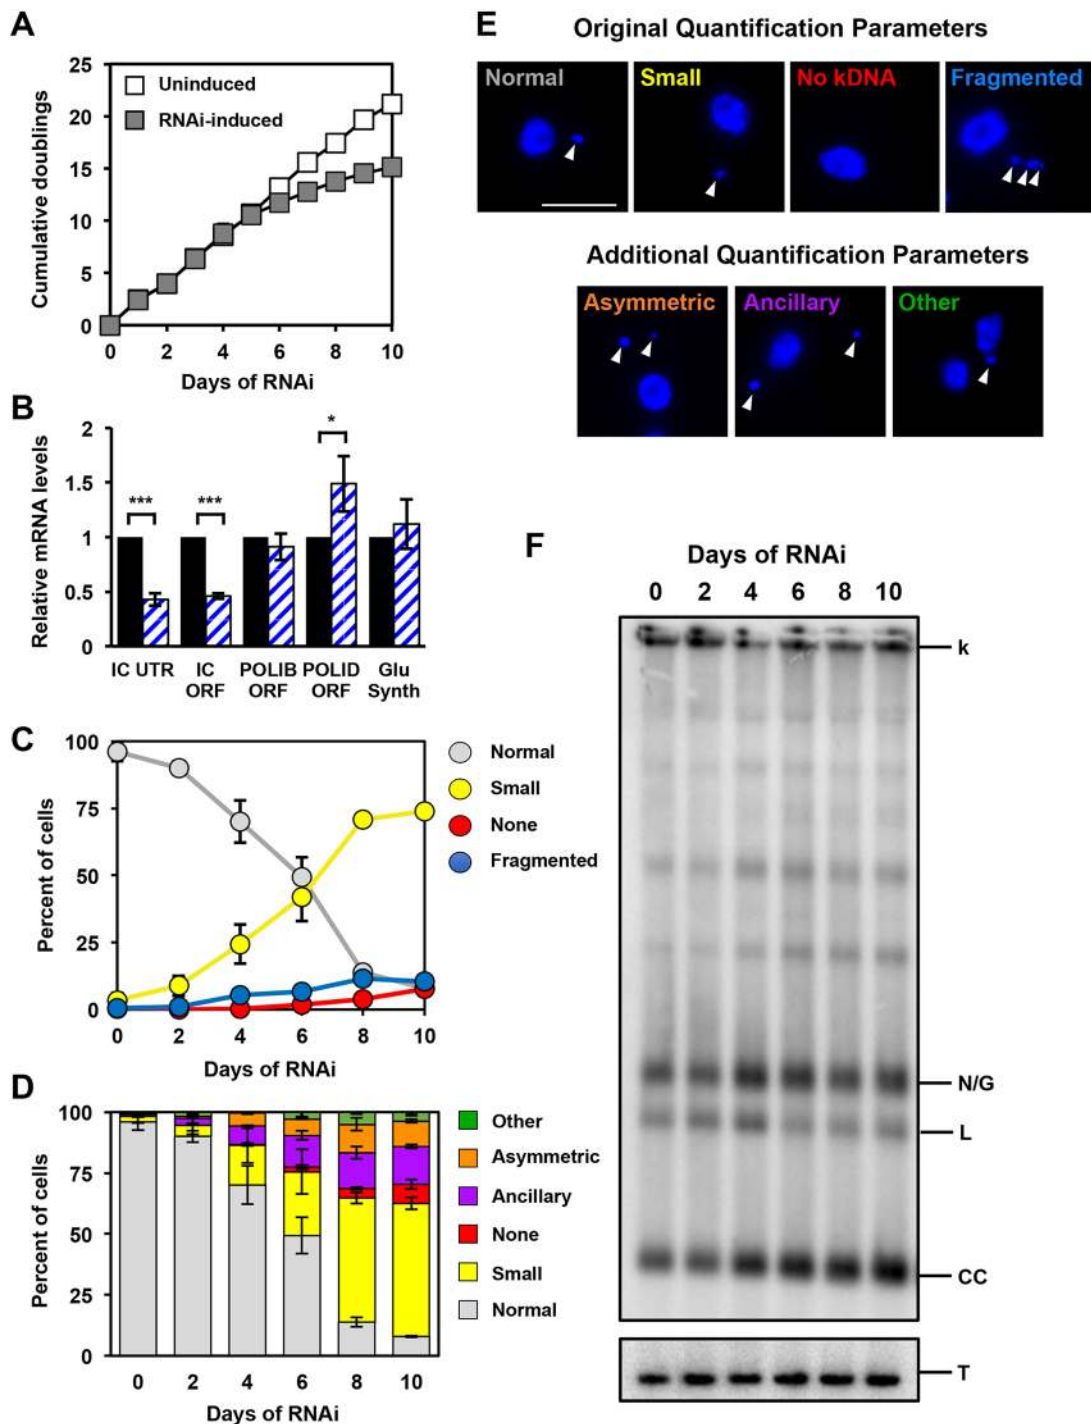 A
25
20
15
10
5
0
Cumulative doublings
Uninduced
RNAi-induced
0 2 4 6 8 10
Days of RNAi
B
2
1.5
1
0.5
0
Relative mRNA levels
*** *** *
IC UTR IC ORF POLIB ORF POLID ORF Glu Synth
C
100
75
50
25
0
Percent of cells
Normal
Small
None
Fragmented
0 2 4 6 8 10
Days of RNAi
D
100
75
50
25
0
Percent of cells
Other
Asymmetric
Ancillary
None
Small
Normal
0 2 4 6 8 10
Days of RNAi
E
Original Quantification Parameters
Normal Small No kDNA Fragmented
Additional Quantification Parameters
Asymmetric Ancillary Other
F
Days of RNAi
0 2 4 6 8 10
k
N/G
L
CC
T